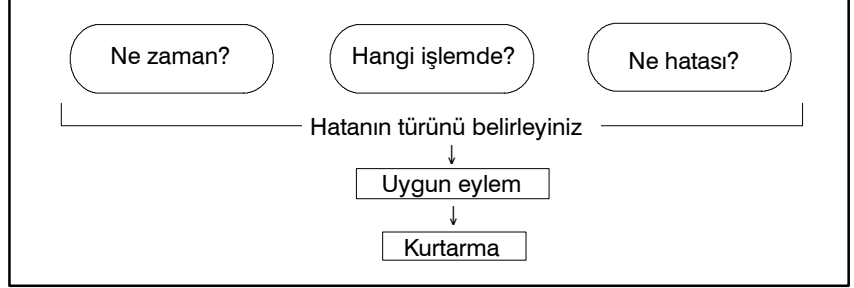 Ne zaman?
Hangi işlemde?
Ne hatası?
Hatanın türünü belirleyiniz
Uygun eylem
Kurtarma